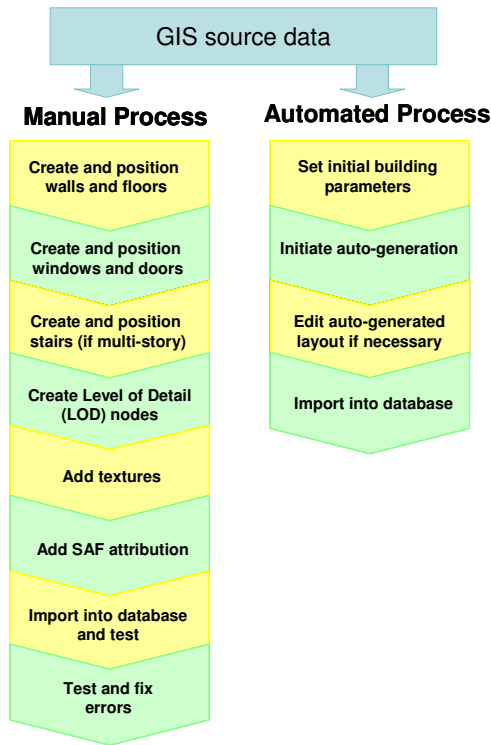 GIS source data
Manual Process
Create and position
walls and floors
Create and position
windows and doors
Create and position
stairs (if multi-story)
Create Level of Detail
(LOD) nodes
Add textures
Add SAF attribution
Import into database
and test
Test and fix
errors
Automated Process
Set initial building
parameters
Initiate auto-generation
Edit auto-generated
layout if necessary
Import into database